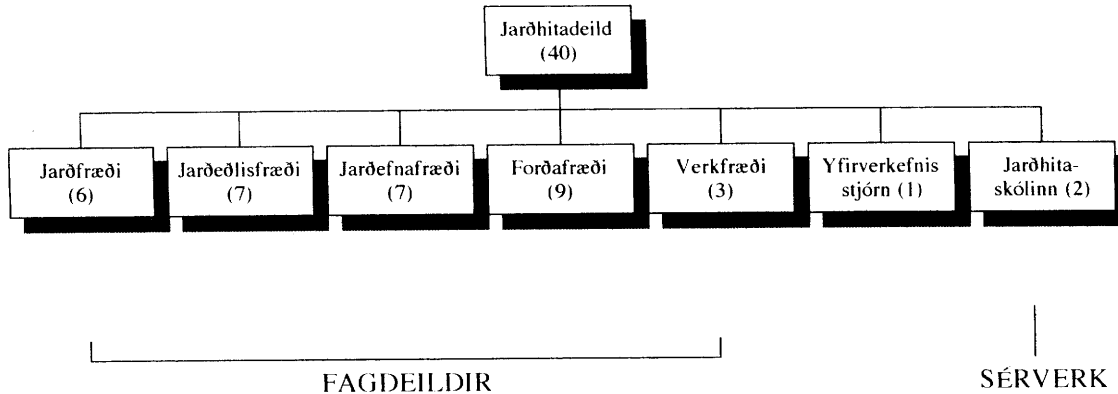 Jarðhitadeild
(40)
Jarðfræði
(6)
Jarðeðlisfræði
(7)
Jarðefnafræði
(7)
Forðafræði
(9)
Verkfræði
(3)
Yfirverkefnis
stjórn (1)
Jarðhita-
skólinn (2)
FAGDEILDIR
SÉRVERK